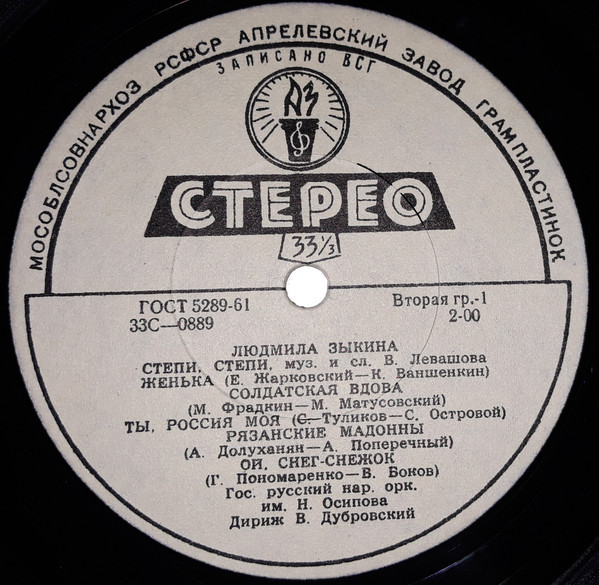 МОСОБЛСОВНАРХОЗ РСФСР АПРЕЛЕВСКИЙ ЗАВОД ГРАМПЛАСТИНОК
ЗАПИСАНО ВСГ
АЗ
СТЕРЕО
33⅓
ГОСТ 5289-61 Вторая гр.-1
33С—0889 2-00
ЛЮДМИЛА ЗЫКИНА
СТЕПИ, СТЕПИ, муз. и сл. В. Левашова
ЖЕНЬКА (Е. Жарковский—К. Ваншенкин)
СОЛДАТСКАЯ ВДОВА
(М. Фрадкин—М. Матусовский)
ТЫ, РОССИЯ МОЯ (С—Туликов—С. Островой)
РЯЗАНСКИЕ МАДОННЫ
(А. Долуханян—А. Поперечный)
ОЙ, СНЕГ-СНЕЖОК
(Г. Пономаренко—В. Боков)
Гос. русский нар. орк.
им. Н. Осипова
Дириж В. Дубровский